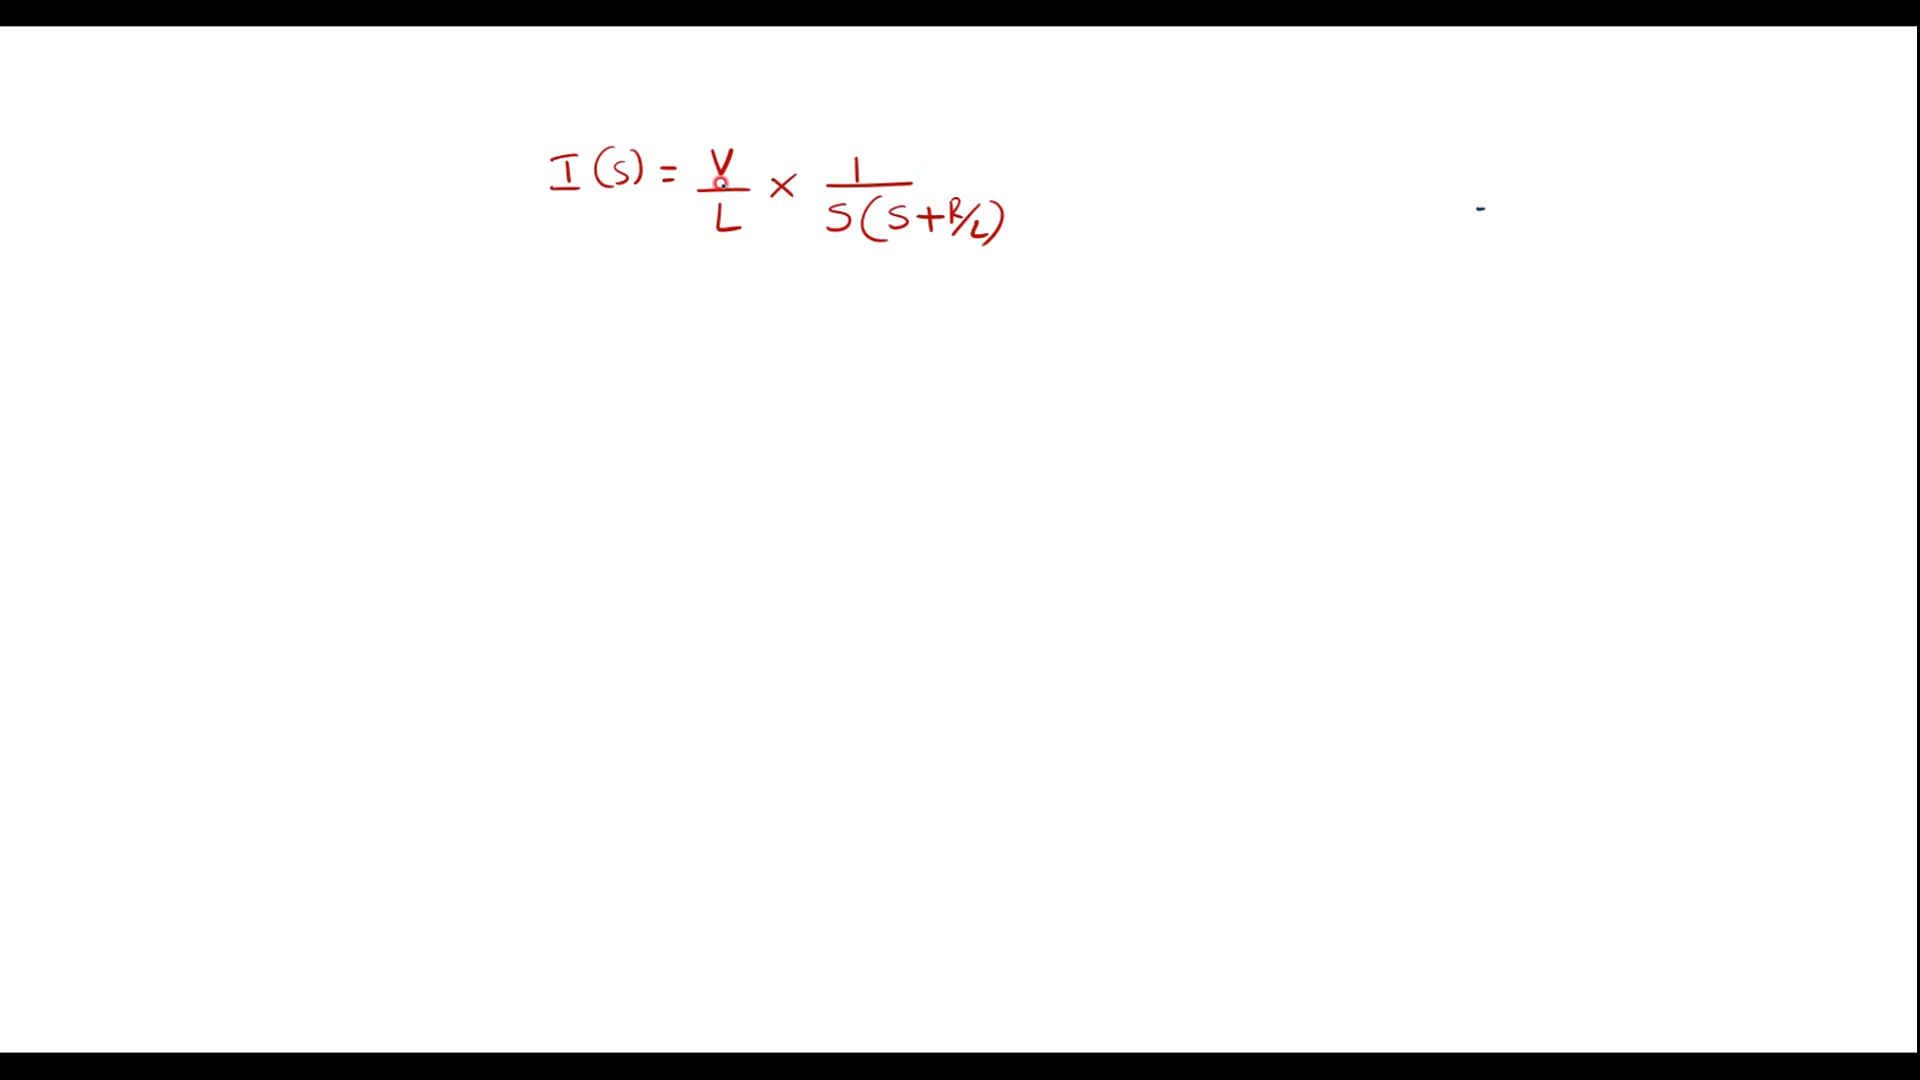 I(S) = V/L × 1/S(S+R/L)